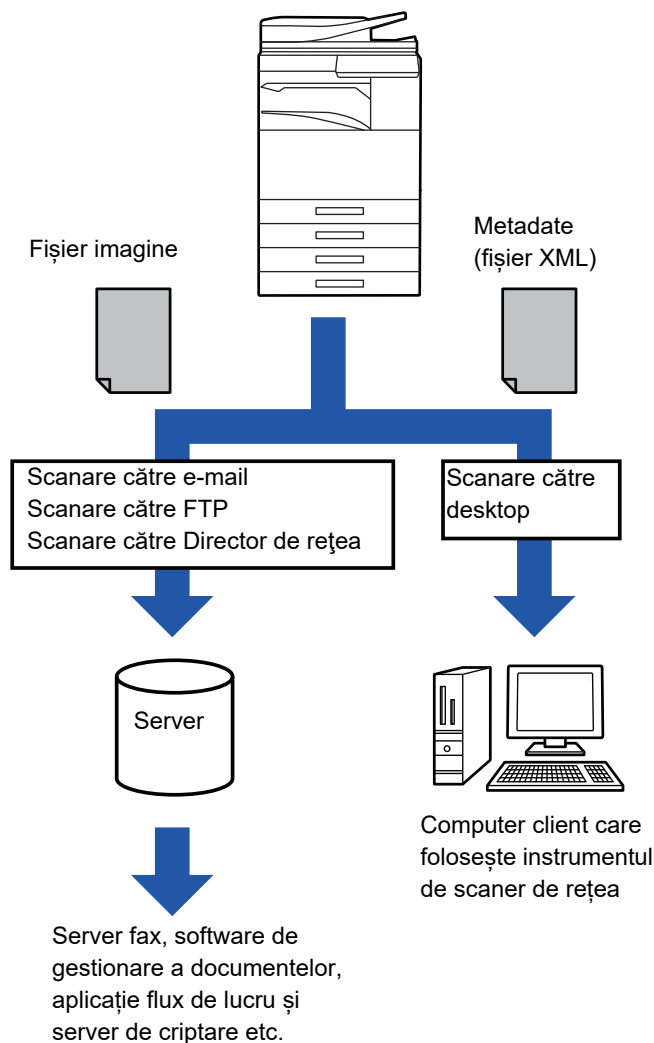 Fișier imagine
Metadate
(fișier XML)
Scanare către e-mail
Scanare către FTP
Scanare către Director de reţea
Scanare către
desktop
Server
Computer client care
folosește instrumentul
de scaner de rețea
Server fax, software de
gestionare a documentelor,
aplicație flux de lucru și
server de criptare etc.